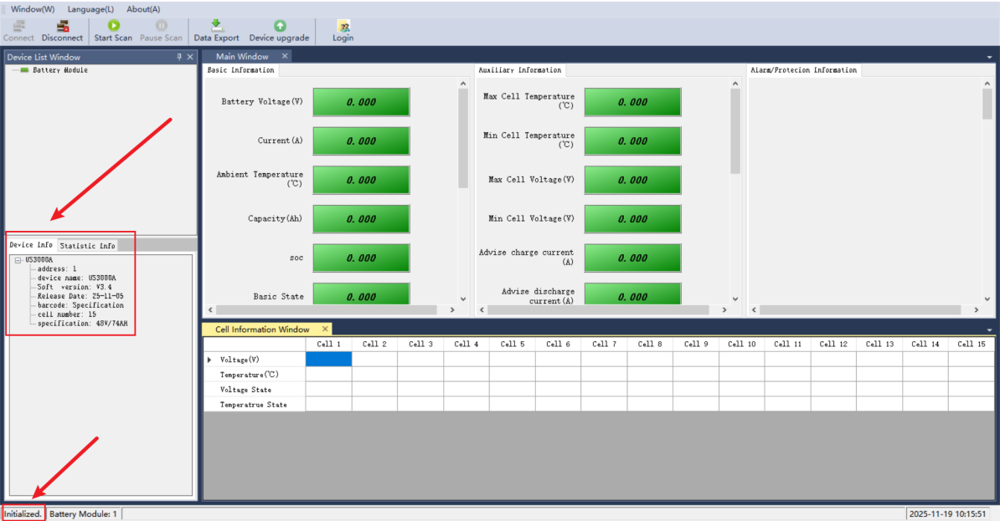 Window(W) Language(L) About(A)
Connect Disconnect Start Scan Pause Scan Data Export Device upgrade Login
Device List Window
Battery Module
Device Info Statistic Info
US3000A
address: 1
device name: US3000A
Soft version: V3.4
Release Date: 25-11-05
barcode: Specification
cell number: 15
specification: 48V/74AH
Main Window
Basic Information
Battery Voltage(V) 0.000
Current(A) 0.000
Ambient Temperature
(℃) 0.000
Capacity(Ah) 0.000
soc 0.000
Basic State 0.000
Auxiliary Information
Max Cell Temperature
(℃) 0.000
Min Cell Temperature
(℃) 0.000
Max Cell Voltage(V) 0.000
Min Cell Voltage(V) 0.000
Advise charge current
(A) 0.000
Advise discharge
current(A) 0.000
Alarm/Protecion Information
Cell Information Window
Cell 1 Cell 2 Cell 3 Cell 4 Cell 5 Cell 6 Cell 7 Cell 8 Cell 9 Cell 10 Cell 11 Cell 12 Cell 13 Cell 14 Cell 15
Voltage(V)
Temperature(℃)
Voltage State
Temperatrue State
Initialized. Battery Module: 1 2025-11-19 10:15:51